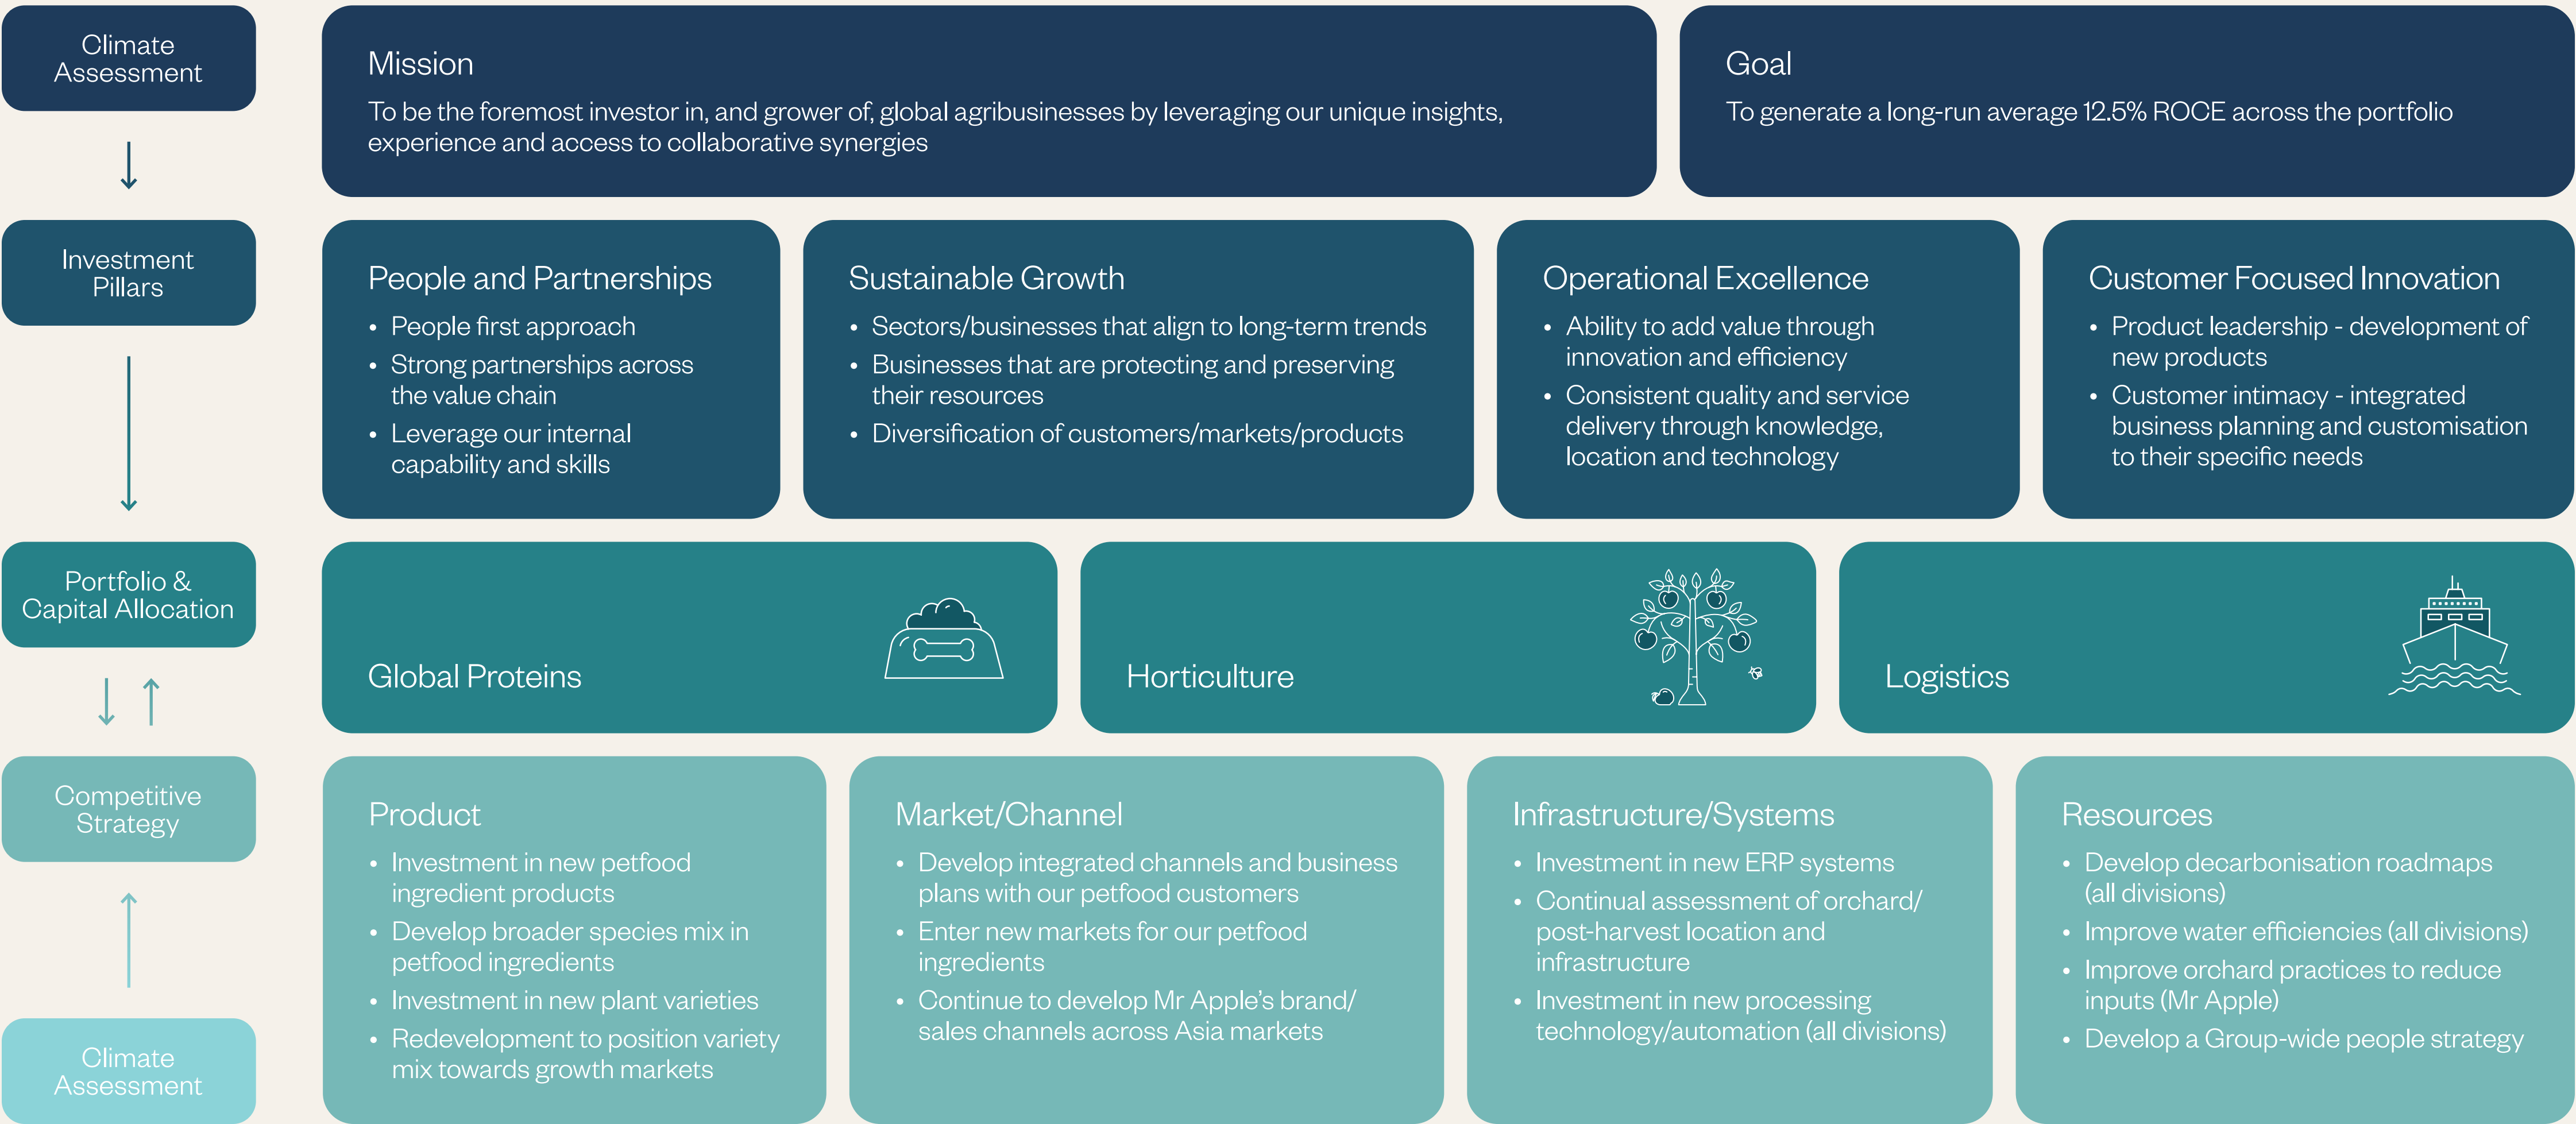 Climate
Assessment
Mission
To be the foremost investor in, and grower of, global agribusinesses by leveraging our unique insights,
experience and access to collaborative synergies
Goal
To generate a long-run average 12.5% ROCE across the portfolio
Investment
Pillars
People and Partnerships
• People first approach
• Strong partnerships across
the value chain
• Leverage our internal
capability and skills
Sustainable Growth
• Sectors/businesses that align to long-term trends
• Businesses that are protecting and preserving
their resources
• Diversification of customers/markets/products
Operational Excellence
• Ability to add value through
innovation and efficiency
• Consistent quality and service
delivery through knowledge,
location and technology
Customer Focused Innovation
• Product leadership - development of
new products
• Customer intimacy - integrated
business planning and customisation
to their specific needs
Portfolio &
Capital Allocation
Global Proteins
Horticulture
Logistics
Competitive
Strategy
Product
• Investment in new petfood
ingredient products
• Develop broader species mix in
petfood ingredients
• Investment in new plant varieties
• Redevelopment to position variety
mix towards growth markets
Market/Channel
• Develop integrated channels and business
plans with our petfood customers
• Enter new markets for our petfood
ingredients
• Continue to develop Mr Apple's brand/
sales channels across Asia markets
Infrastructure/Systems
• Investment in new ERP systems
• Continual assessment of orchard/
post-harvest location and
infrastructure
• Investment in new processing
technology/automation (all divisions)
Resources
• Develop decarbonisation roadmaps
(all divisions)
• Improve water efficiencies (all divisions)
• Improve orchard practices to reduce
inputs (Mr Apple)
• Develop a Group-wide people strategy
Climate
Assessment